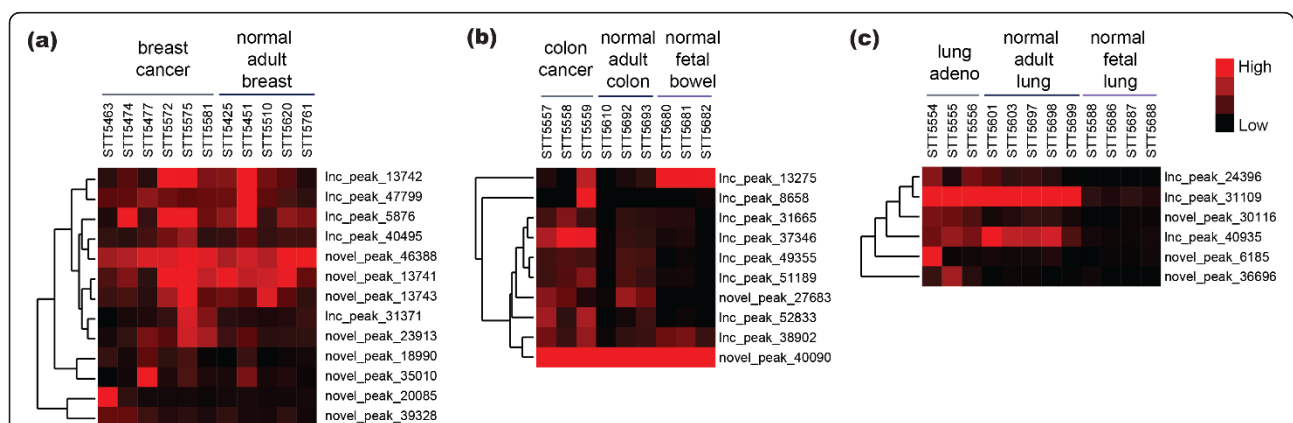 (a)
breast
cancer
normal
adult
breast
STT5463
STT5474
STT5477
STT5572
STT5575
STT5581
STT5425
STT5451
STT5510
STT5620
STT5761
lnc_peak_13742
lnc_peak_47799
lnc_peak_5876
lnc_peak_40495
novel_peak_46388
novel_peak_13741
novel_peak_13743
lnc_peak_31371
novel_peak_23913
novel_peak_18990
novel_peak_35010
novel_peak_20085
novel_peak_39328
(b)
colon
cancer
normal
adult
colon
normal
fetal
bowel
STT5557
STT5558
STT5559
STT5610
STT5692
STT5693
STT5680
STT5681
STT5682
lnc_peak_13275
lnc_peak_8658
lnc_peak_31665
lnc_peak_37346
lnc_peak_49355
lnc_peak_51189
novel_peak_27683
lnc_peak_52833
lnc_peak_38902
novel_peak_40090
(c)
lung
adeno
normal
adult
lung
normal
fetal
lung
STT5554
STT5555
STT5556
STT5601
STT5603
STT5697
STT5698
STT5699
STT5588
STT5686
STT5687
STT5688
lnc_peak_24396
lnc_peak_31109
novel_peak_30116
lnc_peak_40935
novel_peak_6185
novel_peak_36696
High
Low